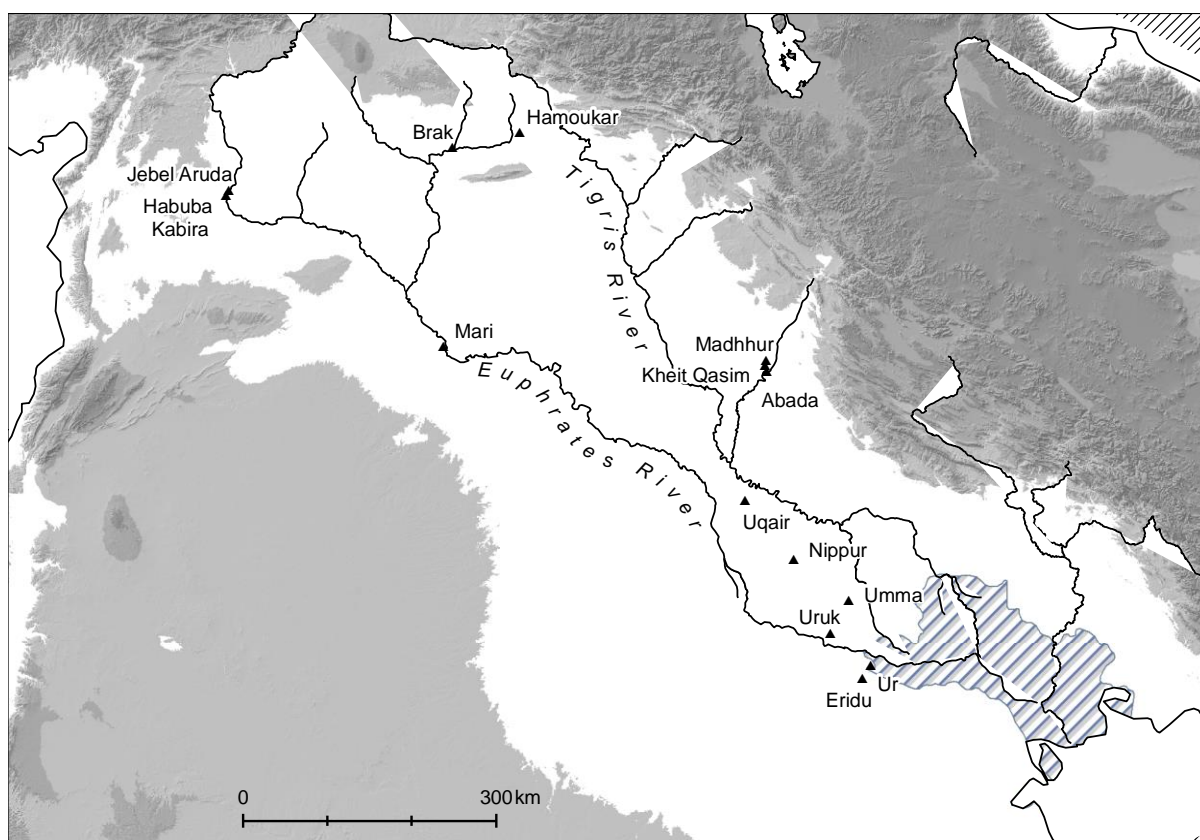 Hamoukar
Brak
Jebel Aruda
Habuba
Kabira
Tigris River
Mari
Euphrates River
Madhhur
Kheit Qasim
Abada
Uqair
Nippur
Umma
Uruk
Ur
Eridu
0 300 km